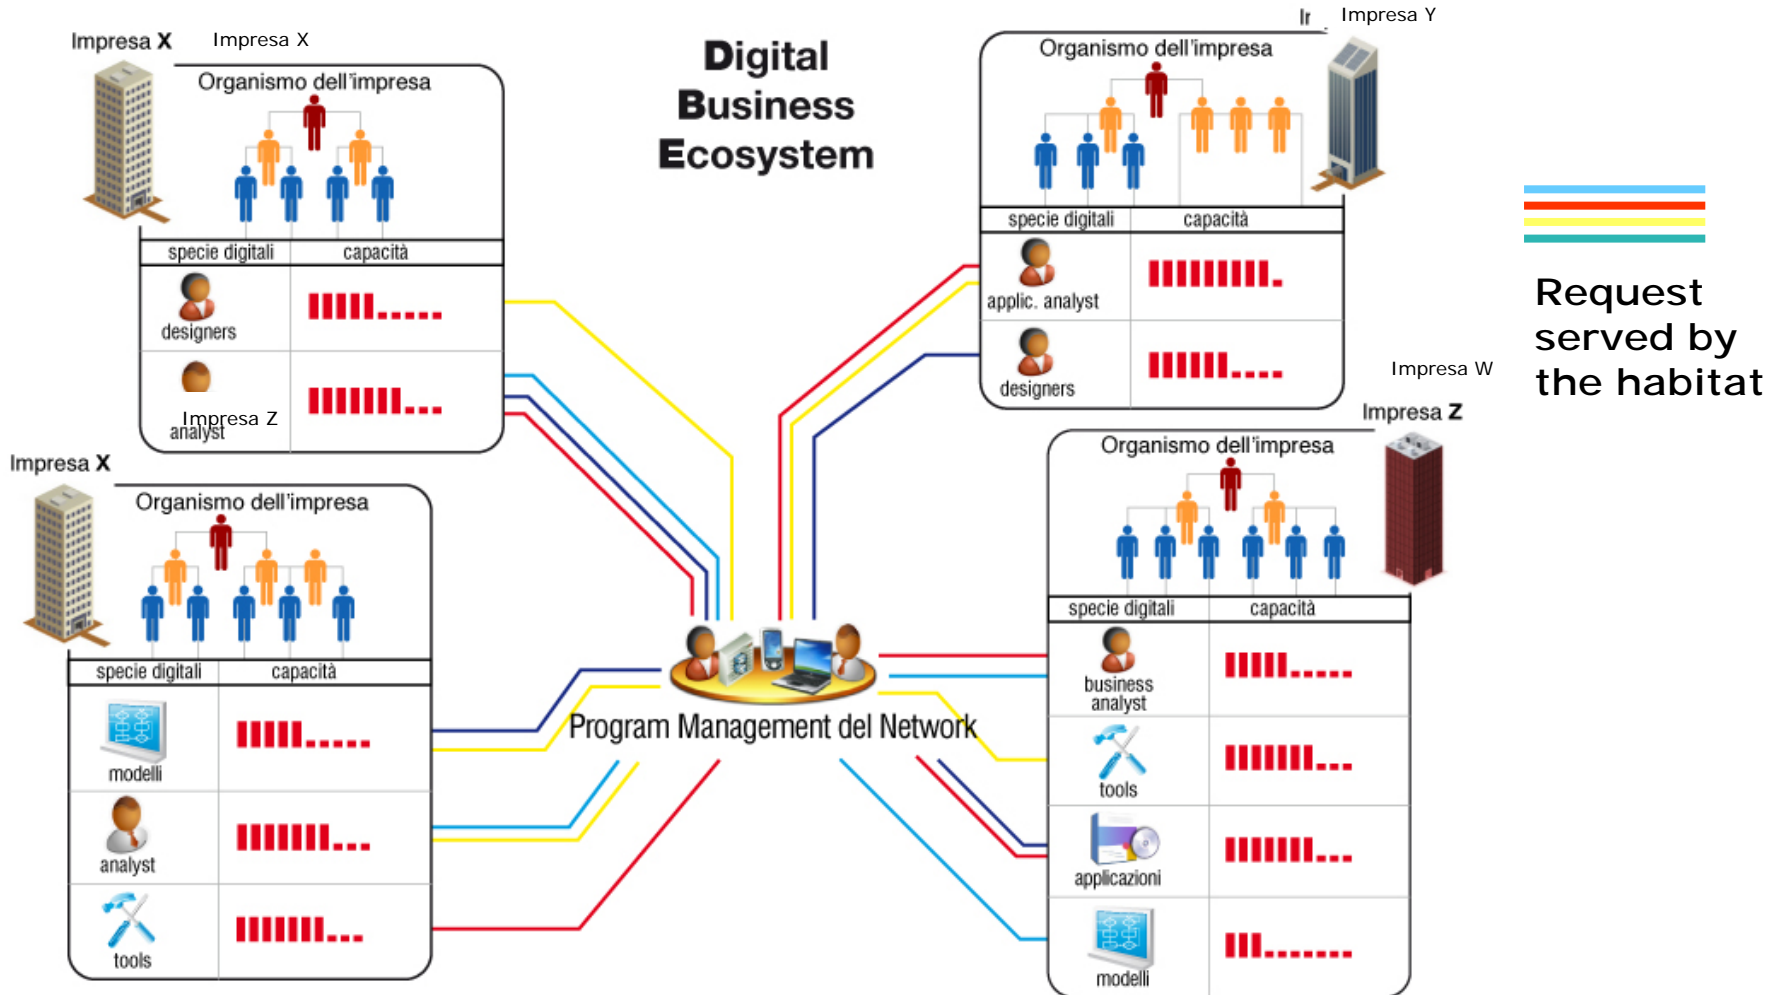 Impresa X
Impresa X
Organismo dell'impresa
specie digitali
capacità
designers
Impresa Z
analyst
Digital
Business
Ecosystem
Impresa Y
Organismo dell'impresa
specie digitali
capacità
applic. analyst
designers
Request
served by
the habitat
Impresa X
Organismo dell'impresa
specie digitali
capacità
modelli
analyst
tools
Program Management del Network
Impresa W
Impresa Z
Organismo dell'impresa
specie digitali
capacità
business
analyst
tools
applicazioni
modelli